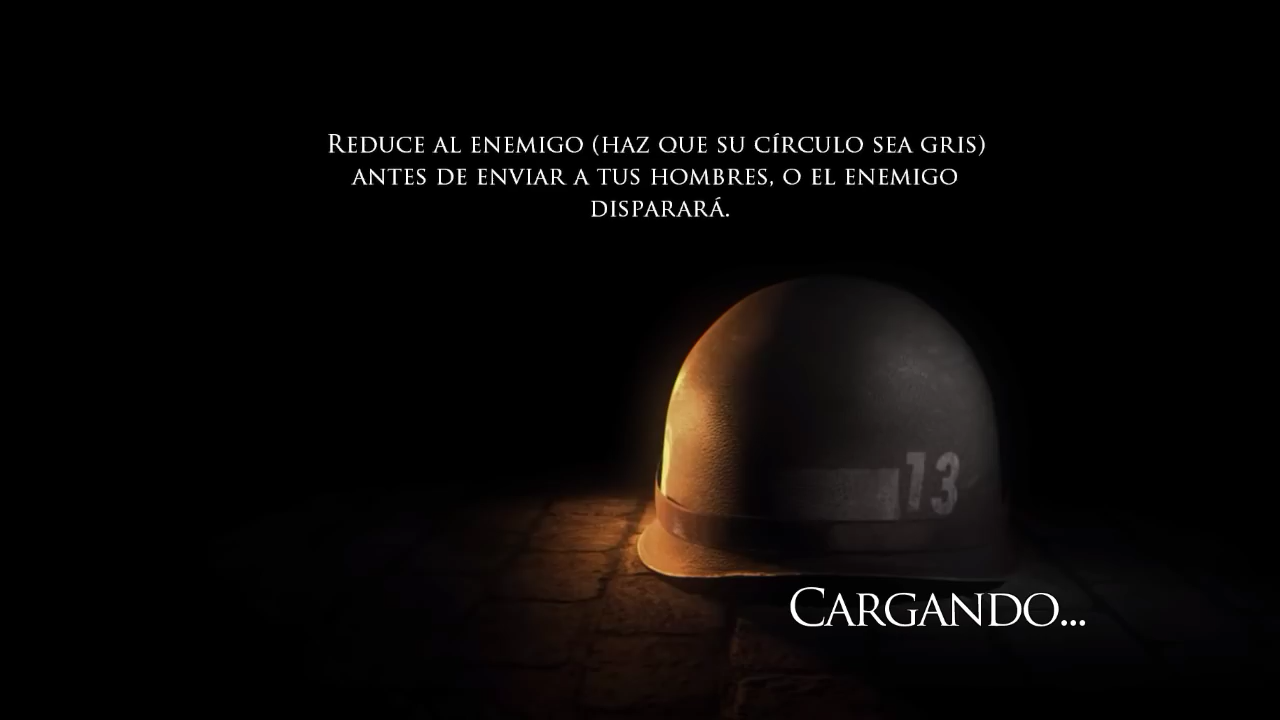 Reduce al enemigo (haz que su círculo sea gris)
antes de enviar a tus hombres, o el enemigo
disparará.
13
Cargando...